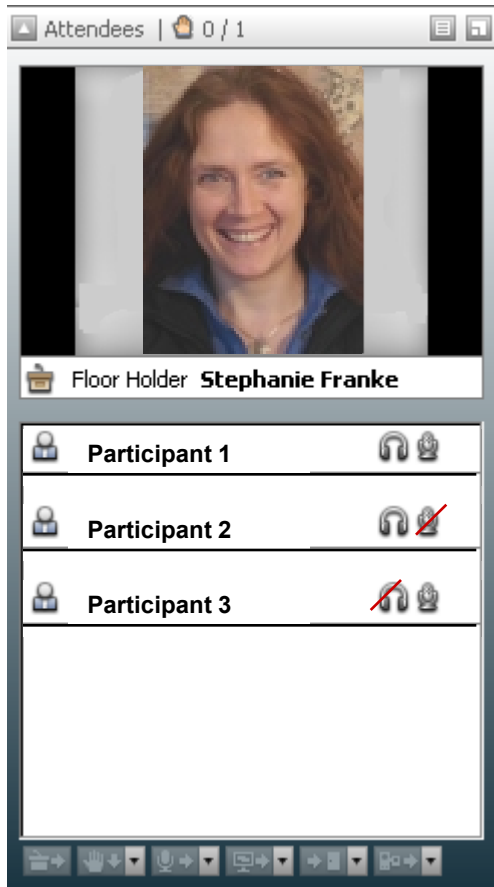 Attendees | 0 / 1
Floor Holder Stephanie Franke
Participant 1
Participant 2
Participant 3